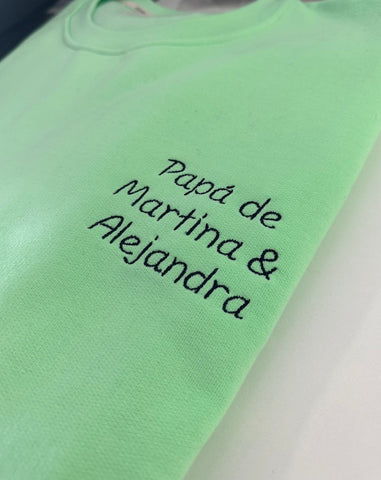 Papá de
Martina &
Alejandra